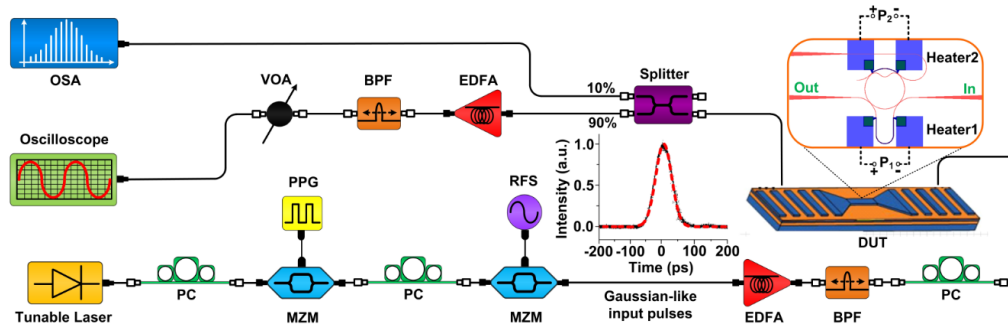 OSA
VOA
BPF
EDFA
10%
90%
Splitter
+ P2 -
Heater2
Out
In
Heater1
+ P1 -
Oscilloscope
PPG
RFS
Intensity (a.u.)
1.0
0.5
0.0
-200 -100 0 100 200
Time (ps)
DUT
Tunable Laser
PC
MZM
PC
MZM
Gaussian-like
input pulses
EDFA
BPF
PC